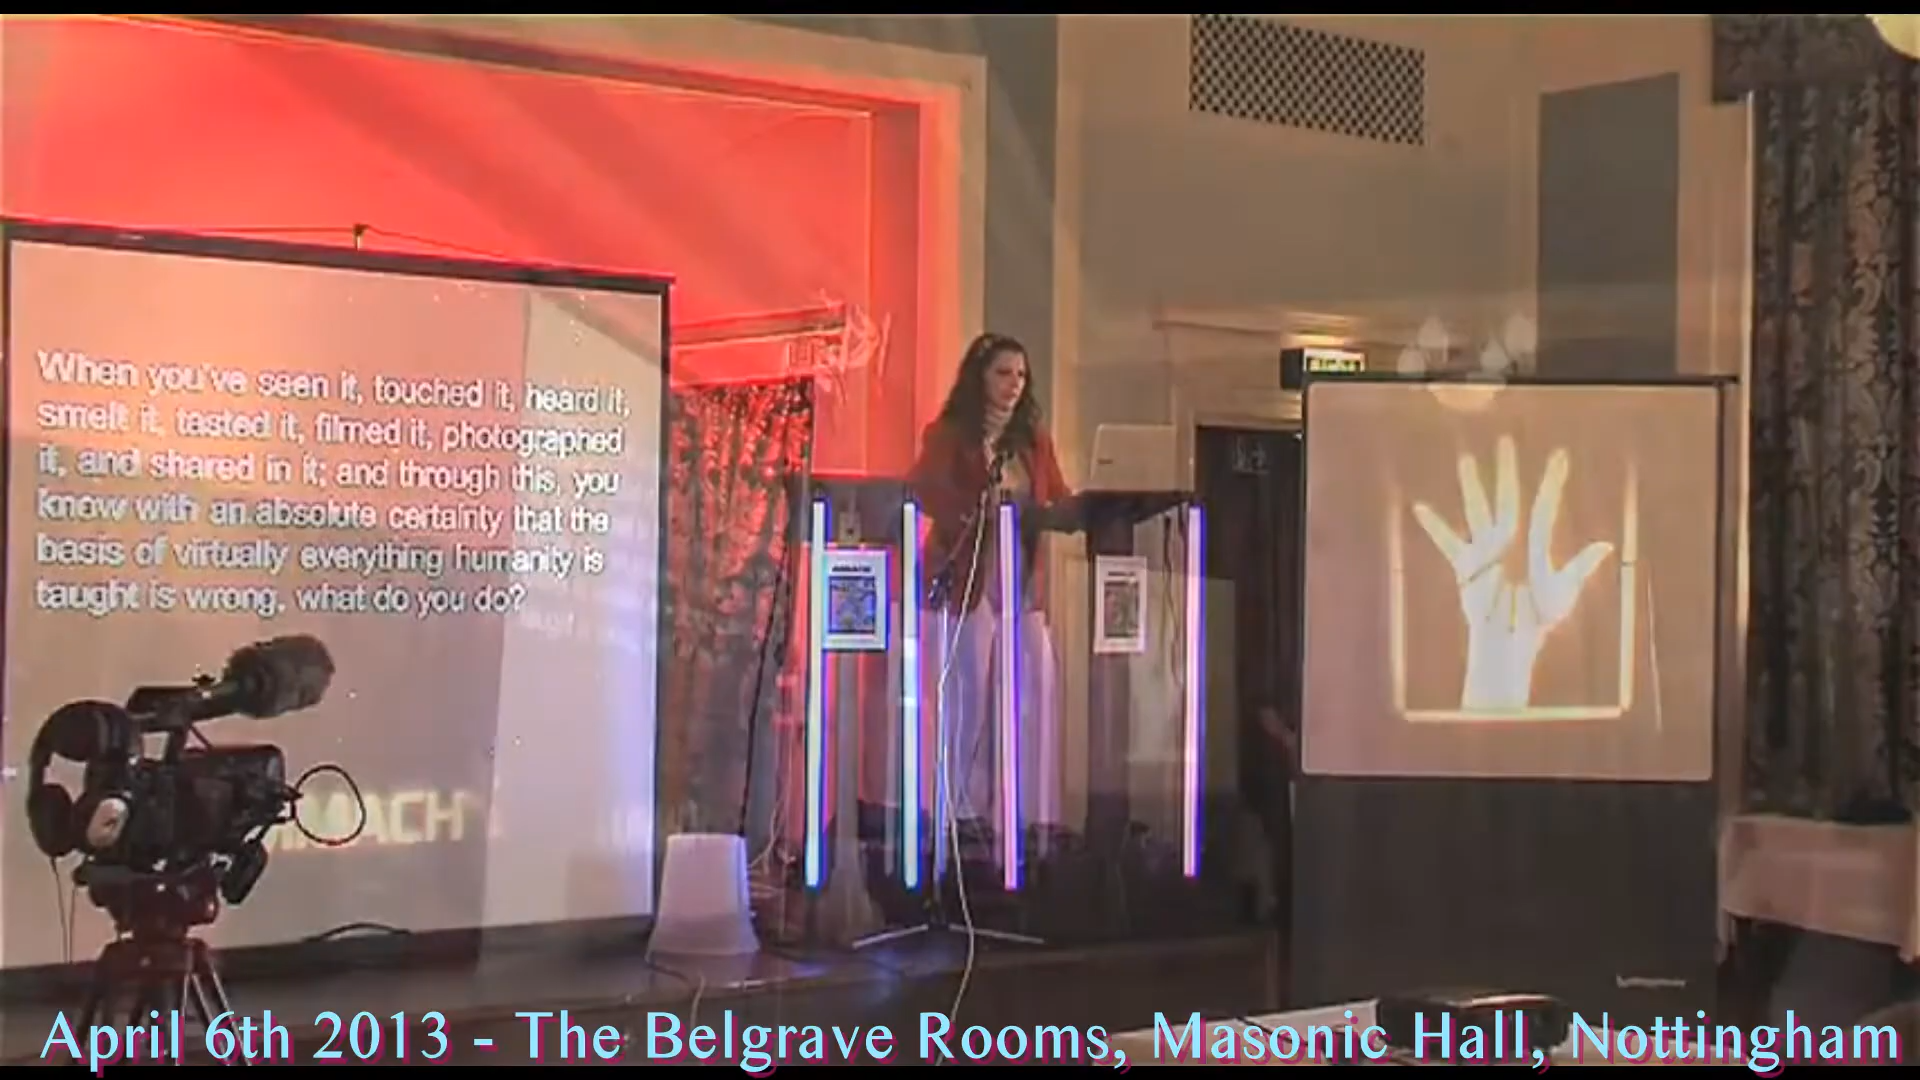 When you've seen it, touched it, heard it,
smelt it, tasted it, filmed it, photographed
it, and shared in it; and through this, you
know with an absolute certainty that the
basis of virtually everything humanity is
taught is wrong, what do you do?
April 6th 2013 - The Belgrave Rooms, Masonic Hall, Nottingham